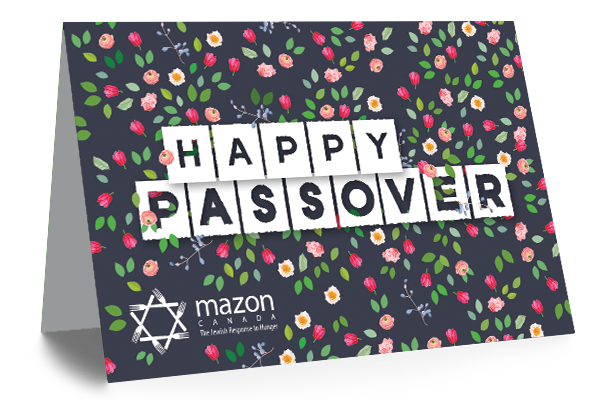 HAPPY
PASSOVER
mazon
CANADA
The Jewish Response to Hunger